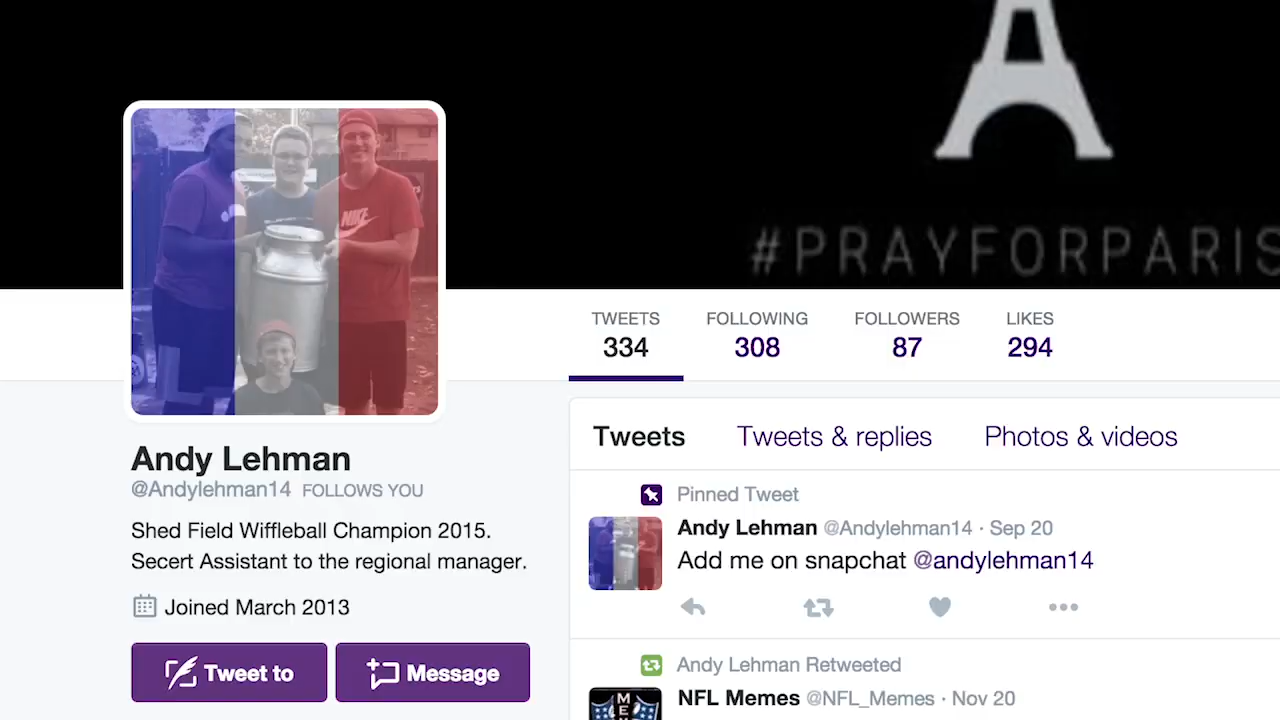 #PRAYFORPARIS
NIKE
TWEETS FOLLOWING FOLLOWERS LIKES
334 308 87 294
Tweets Tweets & replies Photos & videos
Andy Lehman
@Andylehman14 FOLLOWS YOU
Shed Field Wiffleball Champion 2015.
Secert Assistant to the regional manager.
Joined March 2013
Tweet to Message
Pinned Tweet
Andy Lehman @Andylehman14 · Sep 20
Add me on snapchat @andylehman14
Andy Lehman Retweeted
NFL Memes @NFL_Memes · Nov 20
MEME